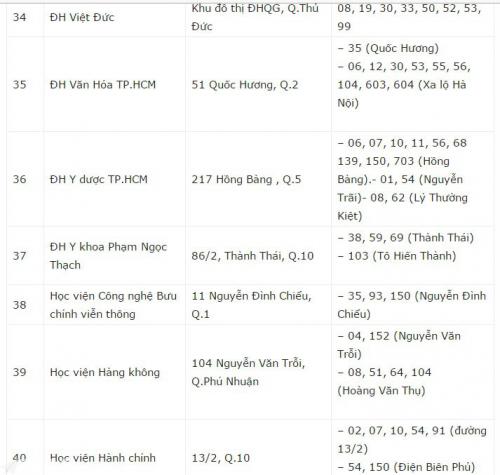 34 ĐH Việt Đức Khu đô thị ĐHQG, Q.Thủ Đức 08, 19, 30, 33, 50, 52, 53, 99
35 ĐH Văn Hóa TP.HCM 51 Quốc Hương, Q.2 – 35 (Quốc Hương)
– 06, 12, 30, 53, 55, 56,
104, 603, 604 (Xa lộ Hà
Nội)
36 ĐH Y dược TP.HCM 217 Hồng Bàng , Q.5 – 06, 07, 10, 11, 56, 68
139, 150, 703 (Hồng
Bàng).- 01, 54 (Nguyễn
Trãi)- 08, 62 (Lý Thường
Kiệt)
37 ĐH Y khoa Phạm Ngọc Thạch 86/2, Thành Thái, Q.10 – 38, 59, 69 (Thành Thái)
– 103 (Tô Hiến Thành)
38 Học viện Công nghệ Bưu chính viễn thông 11 Nguyễn Đình Chiểu, Q.1 – 35, 93, 150 (Nguyễn Đình
Chiểu)
39 Học viện Hàng không 104 Nguyễn Văn Trỗi, Q.Phú Nhuận – 04, 152 (Nguyễn Văn
Trỗi)
– 08, 51, 64, 104
(Hoàng Văn Thụ)
40 Học viện Hành chính 13/2, Q.10 – 02, 07, 10, 54, 91 (đường
13/2)
– 54, 150 (Điện Biên Phủ)